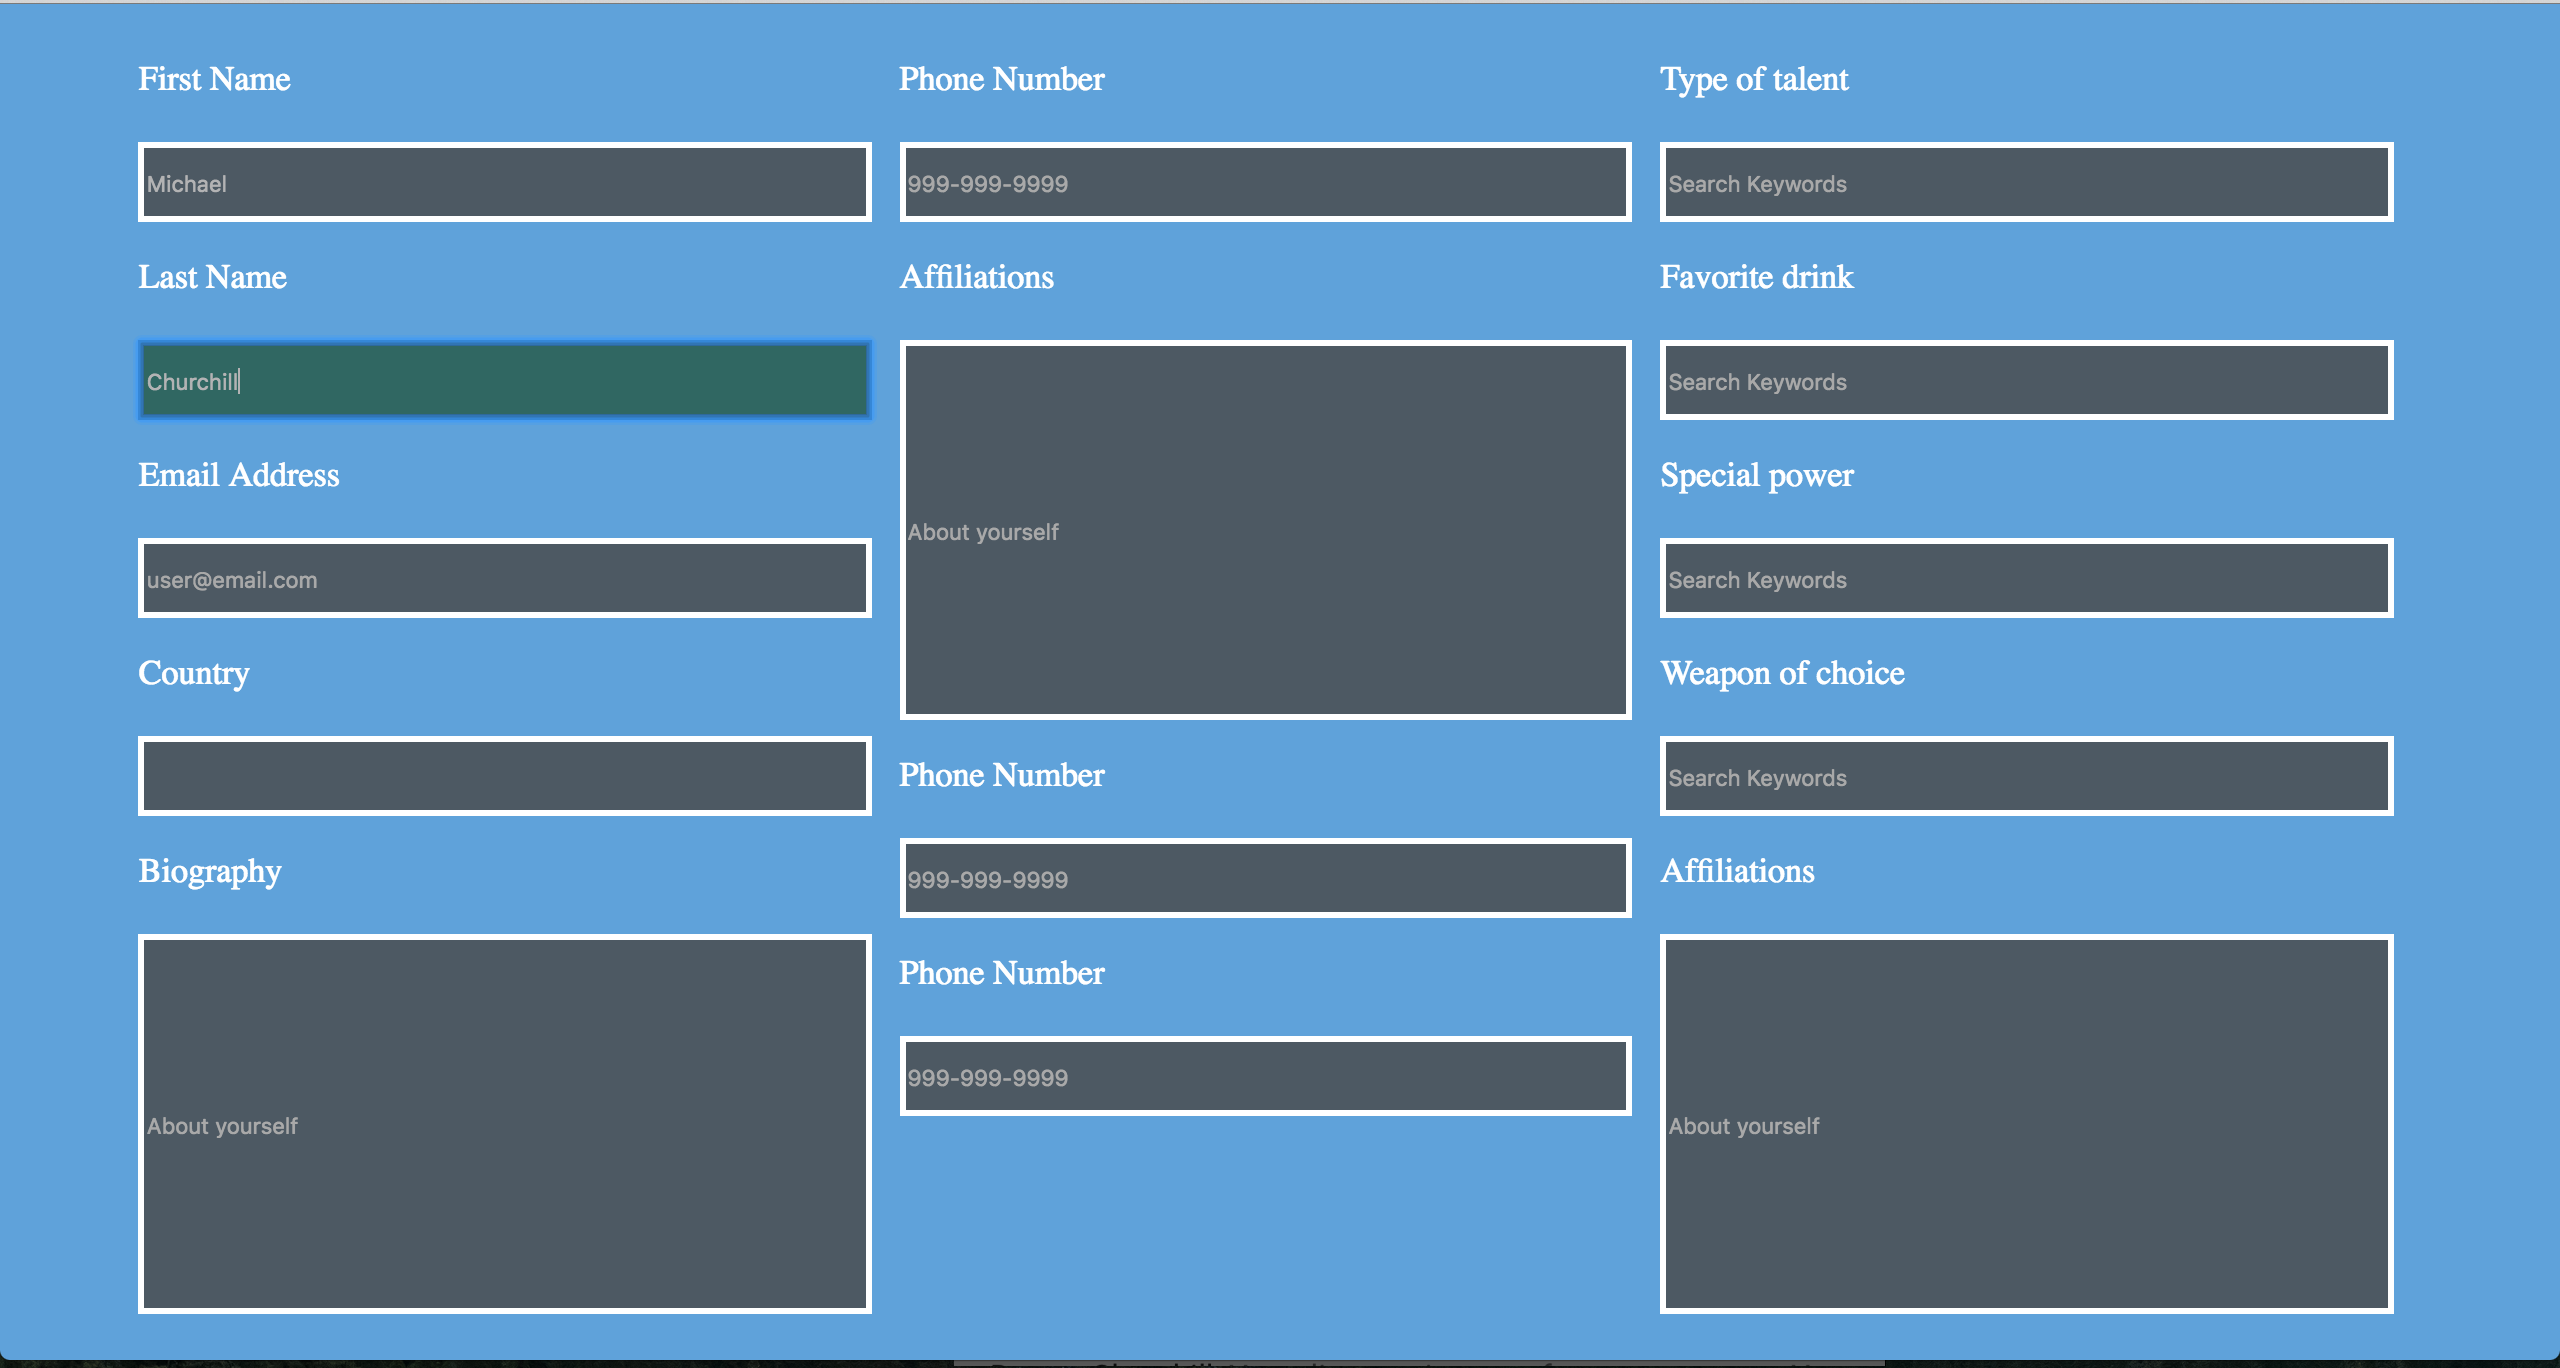 First Name
Michael
Last Name
Churchill
Email Address
user@email.com
Country
Biography
About yourself
Phone Number
999-999-9999
Affiliations
About yourself
Phone Number
999-999-9999
Phone Number
999-999-9999
Type of talent
Search Keywords
Favorite drink
Search Keywords
Special power
Search Keywords
Weapon of choice
Search Keywords
Affiliations
About yourself